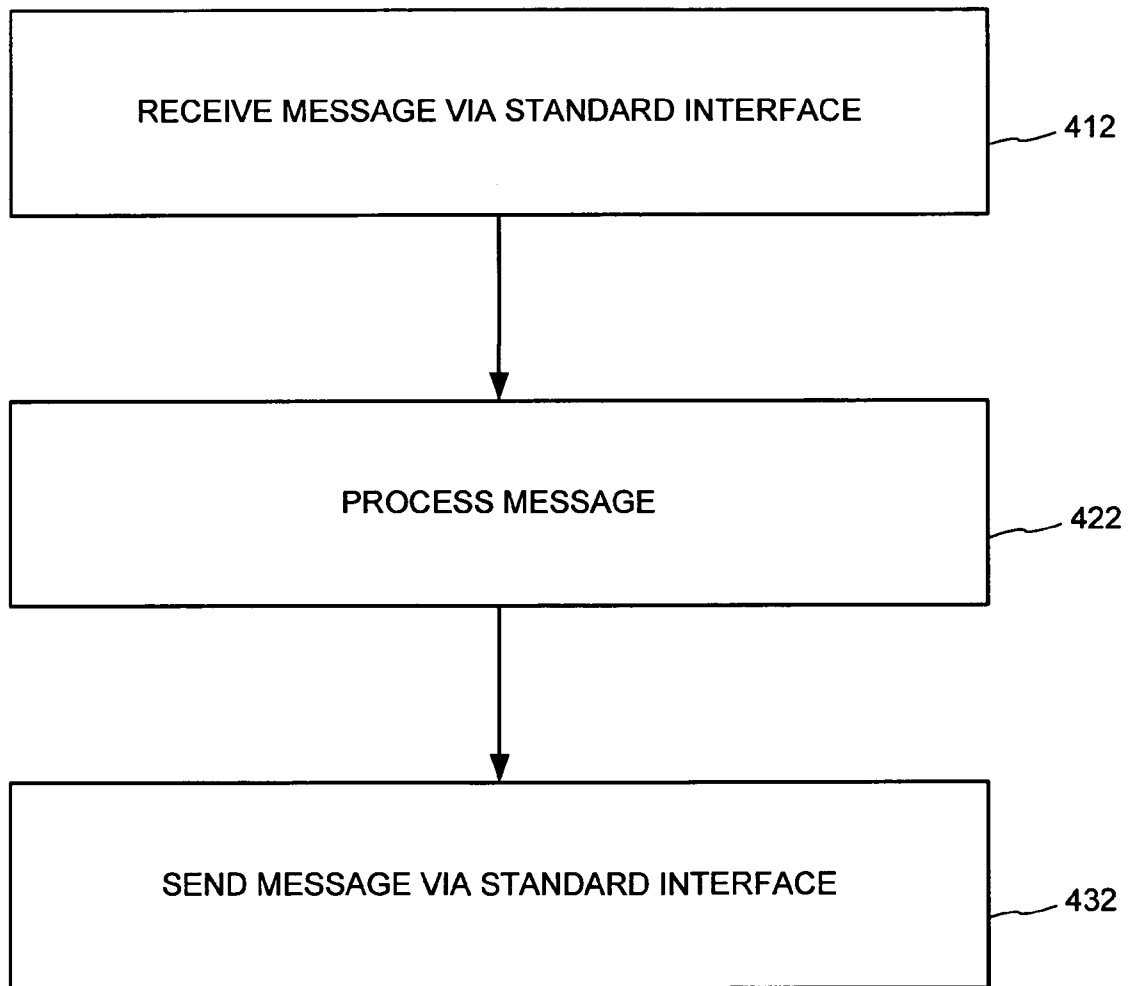 RECEIVE MESSAGE VIA STANDARD INTERFACE
412
PROCESS MESSAGE
422
SEND MESSAGE VIA STANDARD INTERFACE
432